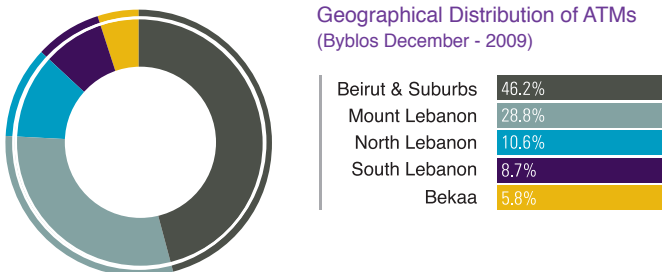 Geographical Distribution of ATMs
(Byblos December - 2009)
Beirut & Suburbs 46.2%
Mount Lebanon 28.8%
North Lebanon 10.6%
South Lebanon 8.7%
Bekaa 5.8%